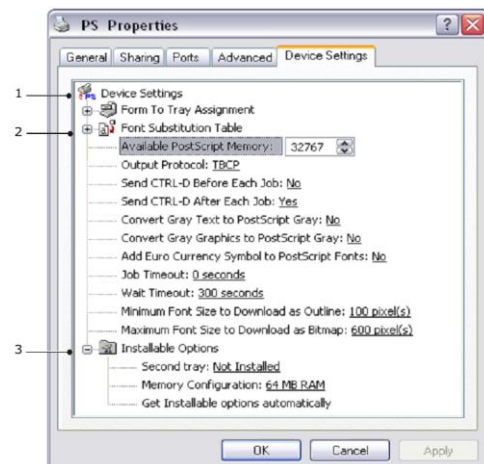 PS Properties
General Sharing Ports Advanced Device Settings
1 Device Settings
Form To Tray Assignment
2 Font Substitution Table
Available PostScript Memory: 32767
Output Protocol: TBCP
Send CTRL-D Before Each Job: No
Send CTRL-D After Each Job: Yes
Convert Gray Text to PostScript Gray: No
Convert Gray Graphics to PostScript Gray: No
Add Euro Currency Symbol to PostScript Fonts: No
Job Timeout: 0 seconds
Wait Timeout: 300 seconds
Minimum Font Size to Download as Outline: 100 pixel(s)
Maximum Font Size to Download as Bitmap: 600 pixel(s)
3 Installable Options
Second tray: Not Installed
Memory Configuration: 64 MB RAM
Get Installable options automatically
OK Cancel Apply